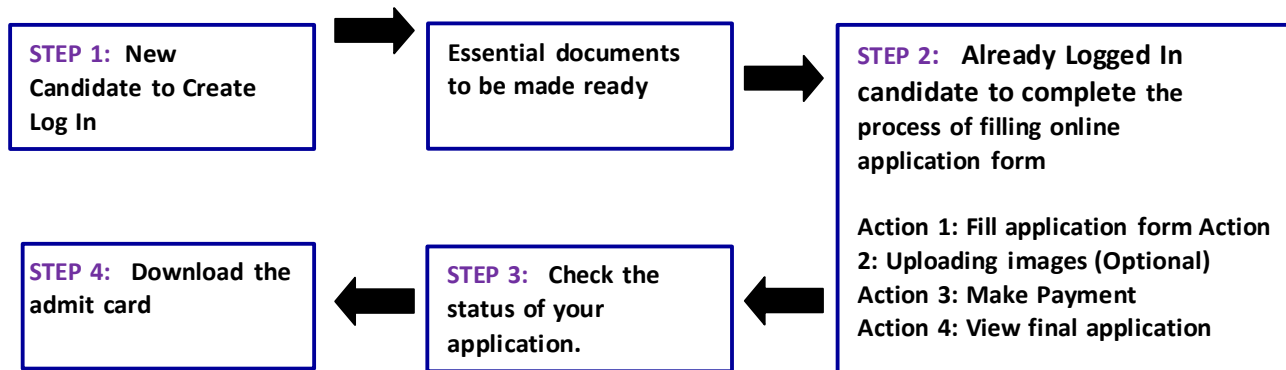 STEP 1: New
Candidate to Create
Log In
Essential documents
to be made ready
STEP 2: Already Logged In
candidate to complete the
process of filling online
application form
Action 1: Fill application form Action
2: Uploading images (Optional)
Action 3: Make Payment
Action 4: View final application
STEP 3: Check the
status of your
application.
STEP 4: Download the
admit card